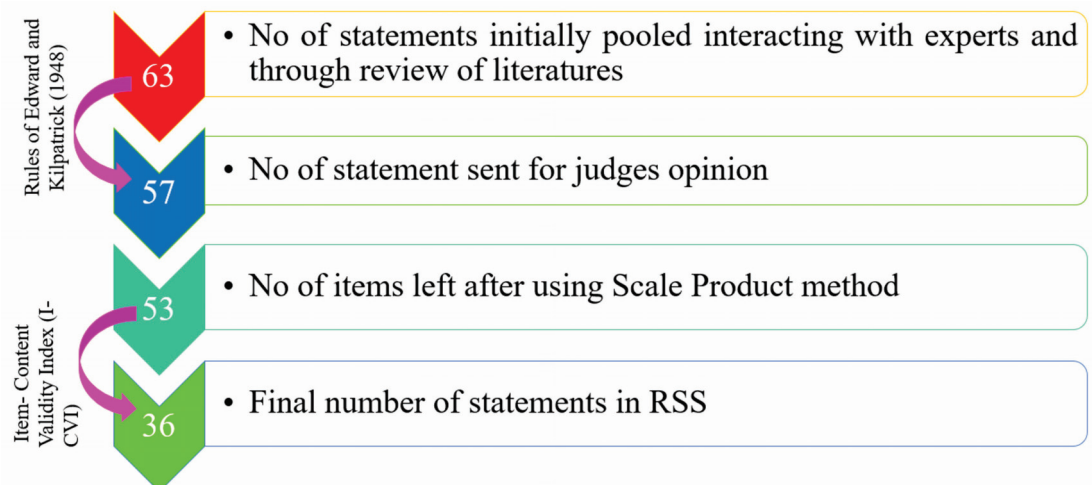 Rules of Edward and
Kilpatrick (1948)
63
• No of statements initially pooled interacting with experts and
through review of literatures
57
• No of statement sent for judges opinion
53
• No of items left after using Scale Product method
Item- Content
Validity Index (I-
CVI)
36
• Final number of statements in RSS